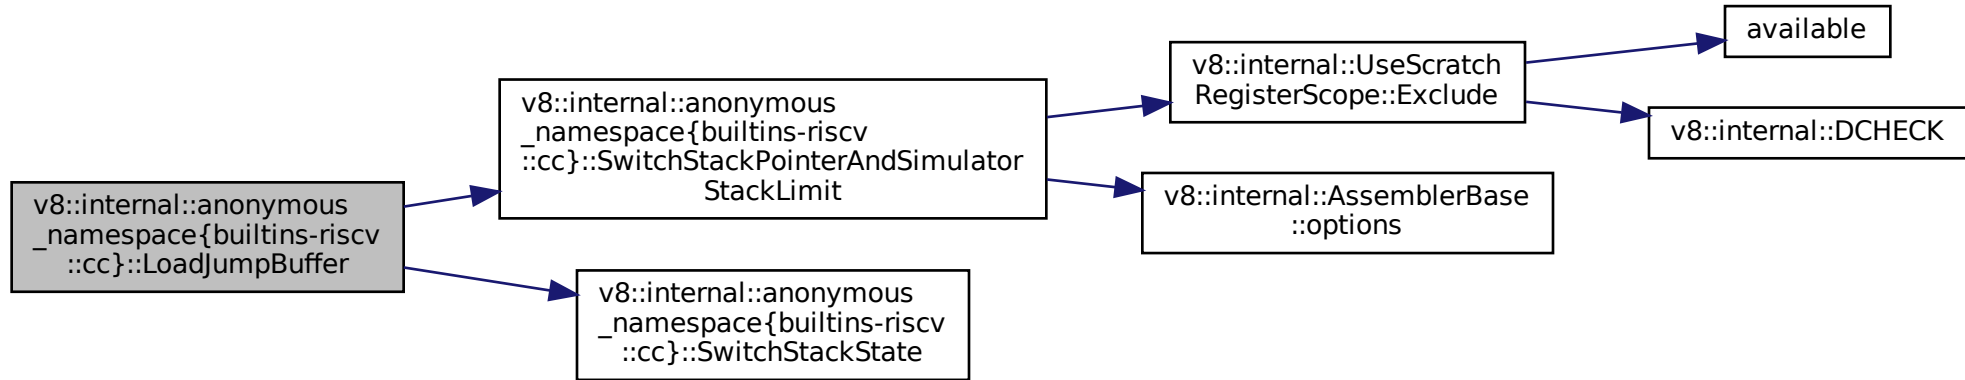 v8::internal::anonymous
_namespace{builtins-riscv
::cc}::LoadJumpBuffer
v8::internal::anonymous
_namespace{builtins-riscv
::cc}::SwitchStackPointerAndSimulator
StackLimit
v8::internal::anonymous
_namespace{builtins-riscv
::cc}::SwitchStackState
v8::internal::UseScratch
RegisterScope::Exclude
v8::internal::AssemblerBase
::options
available
v8::internal::DCHECK